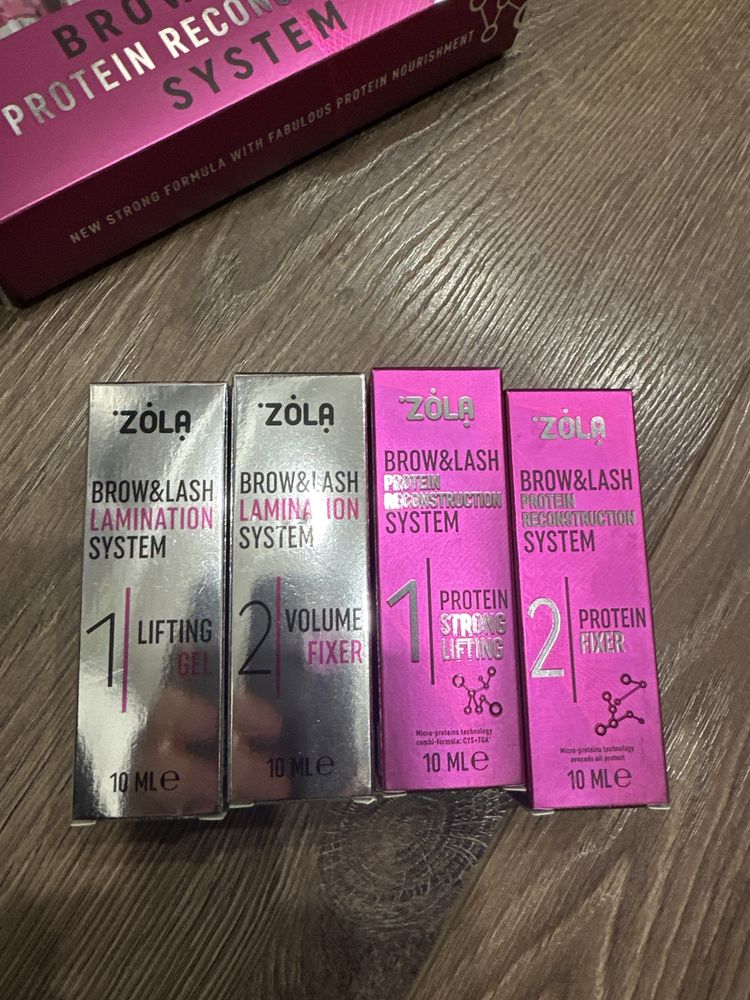 BROW
PROTEIN RECONS
SYSTEM
NEW STRONG FORMULA WITH FABULOUS PROTEIN NOURISHMENT
ZOLA
BROW&LASH
LAMINATION
SYSTEM
1 LIFTING
GEL
10 ML e
ZOLA
BROW&LASH
LAMINATION
SYSTEM
2 VOLUME
FIXER
10 ML e
ZOLA
BROW&LASH
PROTEIN
RECONSTRUCTION
SYSTEM
1 PROTEIN
STRONG
LIFTING
Micro-proteins technology
combi-formula: CYS+TGA*
10 ML e
ZOLA
BROW&LASH
PROTEIN
RECONSTRUCTION
SYSTEM
2 PROTEIN
FIXER
Micro-proteins technology
avocado oil protect
10 ML e